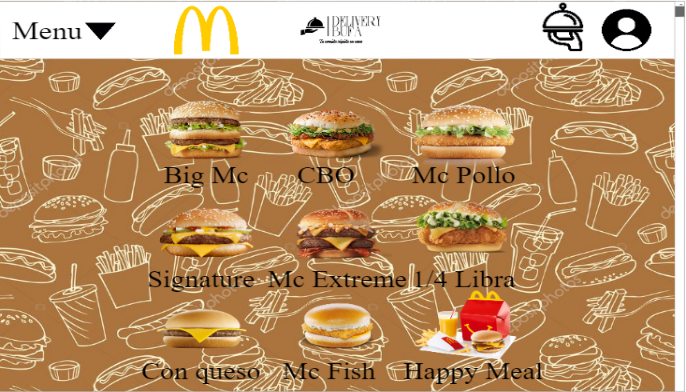 Menu
DELIVERY
BUFA
Big Mc CBO Mc Pollo
Signature Mc Extreme 1/4 Libra
Con queso Mc Fish Happy Meal
depositphotos